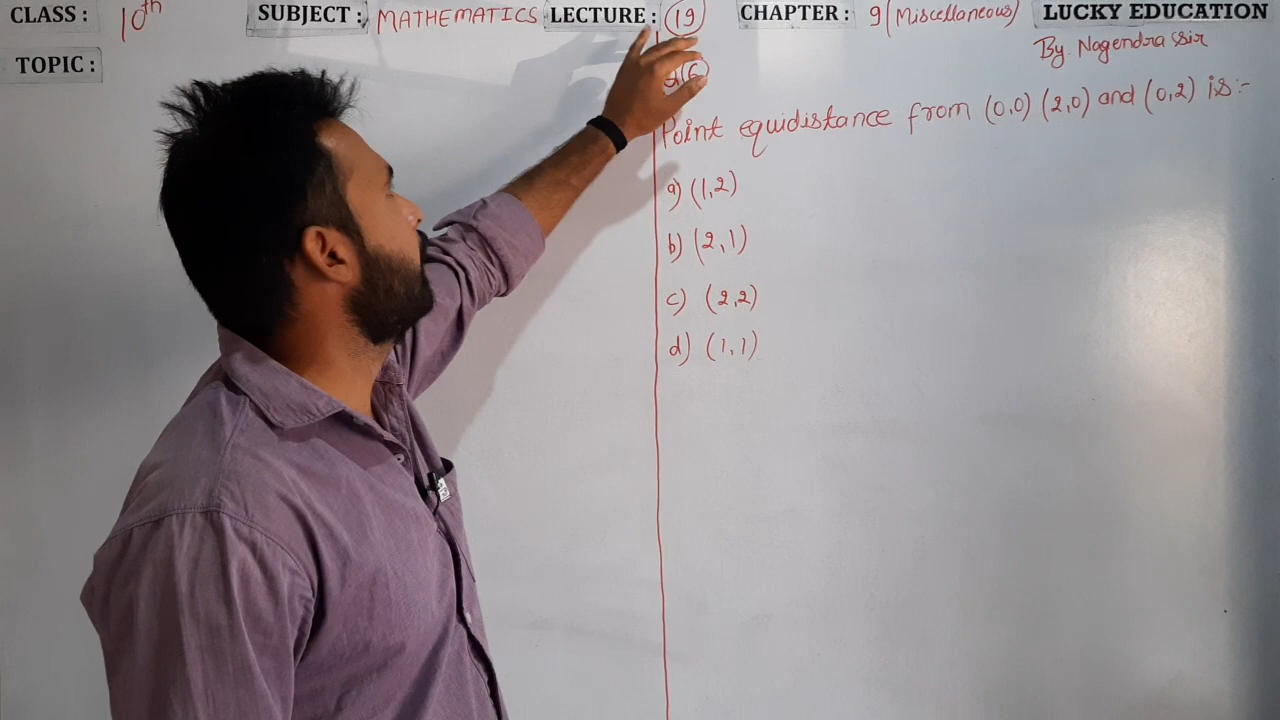 CLASS : 10th SUBJECT : MATHEMATICS LECTURE : 19 CHAPTER : 9 (Miscellaneous) LUCKY EDUCATION
By. Nagendra Sir
TOPIC :
Point equidistance from (0,0) (2,0) and (0,2) is :-
a) (1,2)
b) (2,1)
c) (2,2)
d) (1,1)